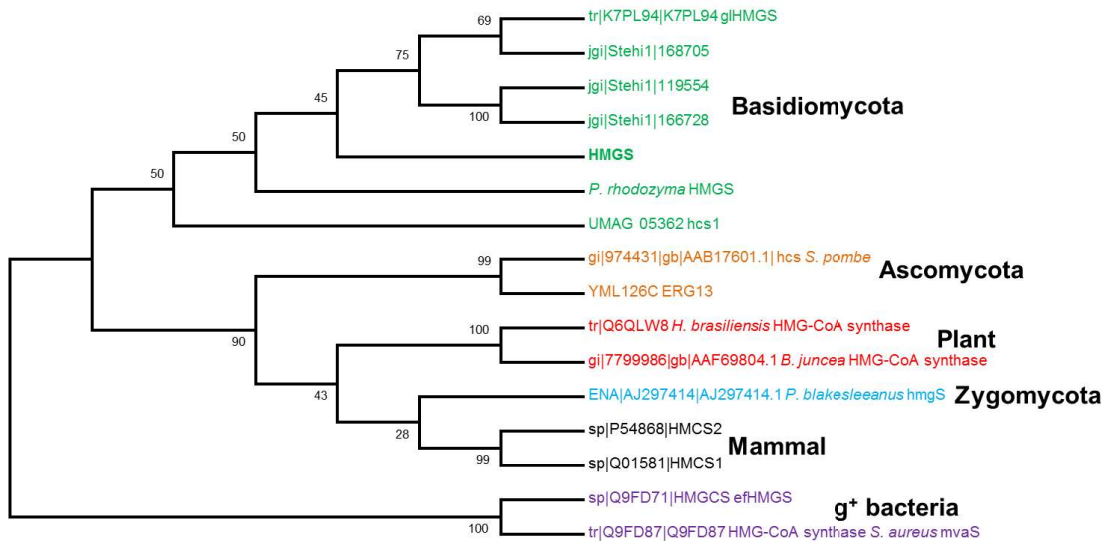 tr|K7PL94|K7PL94 glHMGS
69
jgi|Stehi1|168705
75
jgi|Stehi1|119554
Basidiomycota
45
100
jgi|Stehi1|166728
50
HMGS
50
P. rhodozyma HMGS
UMAG 05362 hcs1
99
gi|974431|gb|AAB17601.1| hcs S. pombe
Ascomycota
YML126C ERG13
90
100
tr|Q6QLW8 H. brasiliensis HMG-CoA synthase
Plant
gi|7799986|gb|AAF69804.1 B. juncea HMG-CoA synthase
43
ENA|AJ297414|AJ297414.1 P. blakesleeanus hmgS
Zygomycota
28
sp|P54868|HMCS2
Mammal
99
sp|Q01581|HMCS1
sp|Q9FD71|HMGCS efHMGS
g+ bacteria
100
tr|Q9FD87|Q9FD87 HMG-CoA synthase S. aureus mvaS